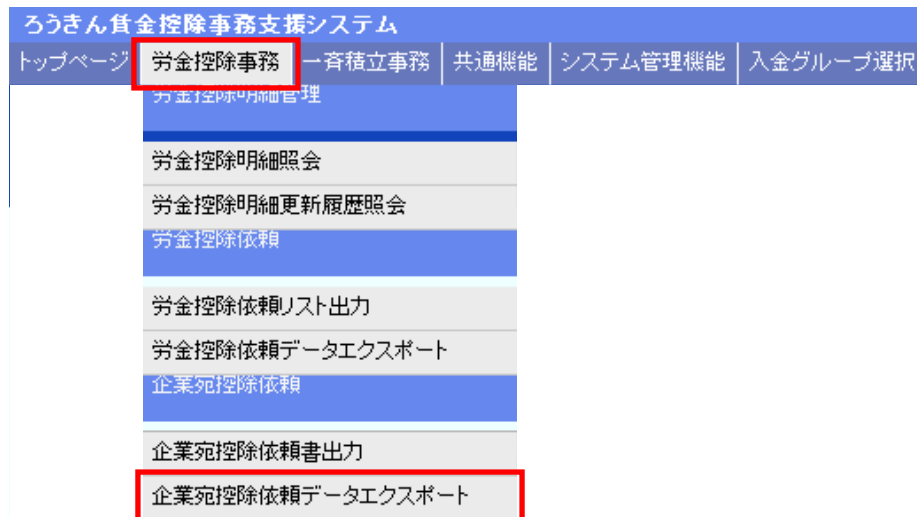 ろうきん賃金控除事務支援システム
トップページ 労金控除事務 一斉積立事務 共通機能 システム管理機能 入金グループ選択
労金控除明細管理
労金控除明細照会
労金控除明細更新履歴照会
労金控除依頼
労金控除依頼リスト出力
労金控除依頼データエクスポート
企業宛控除依頼
企業宛控除依頼書出力
企業宛控除依頼データエクスポート